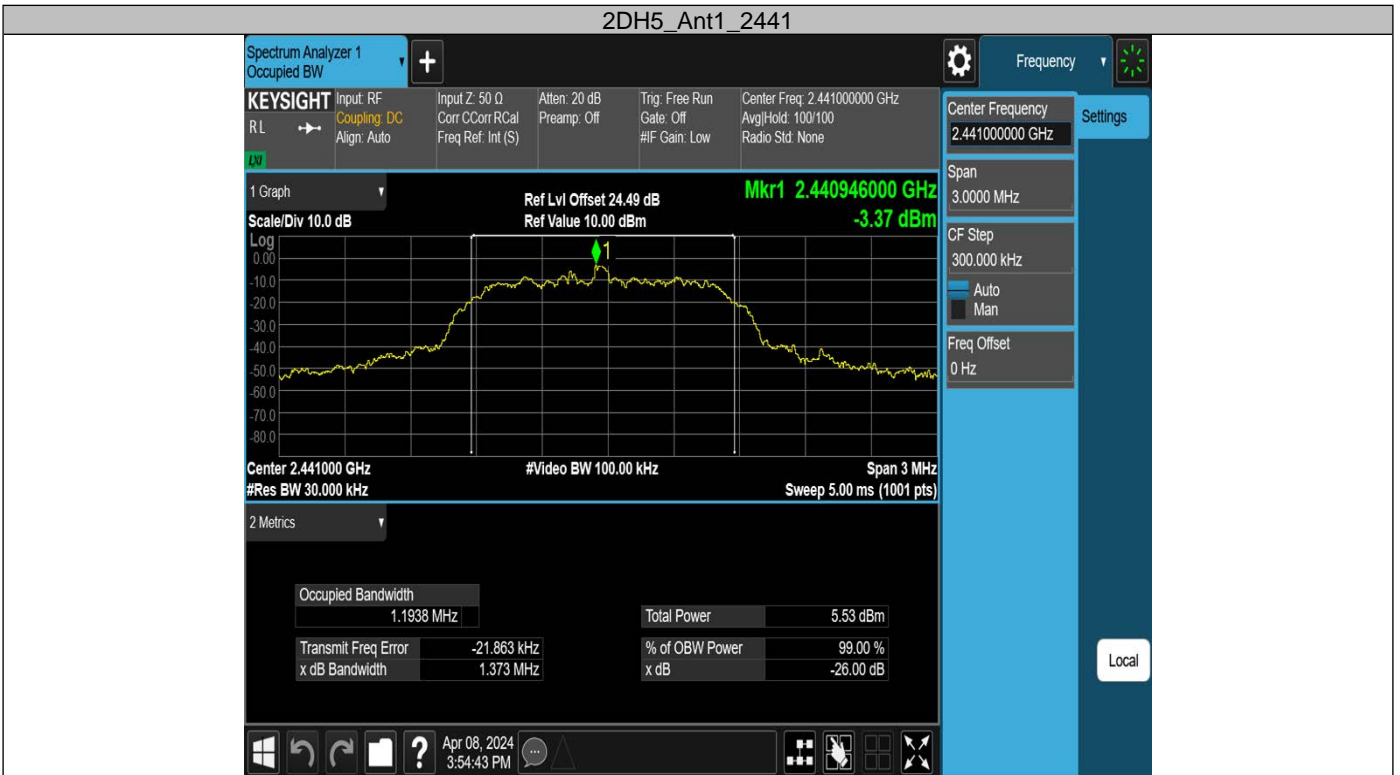 2DH5_Ant1_2441
Spectrum Analyzer 1
Occupied BW
+
Frequency
KEYSIGHT
R L
LXI
Input: RF
Coupling: DC
Align: Auto
Input Z: 50 Ω
Corr CCorr RCal
Freq Ref: Int (S)
Atten: 20 dB
Preamp: Off
Trig: Free Run
Gate: Off
#IF Gain: Low
Center Freq: 2.441000000 GHz
Avg|Hold: 100/100
Radio Std: None
Center Frequency
2.441000000 GHz
Settings
Span
3.0000 MHz
CF Step
300.000 kHz
Auto
Man
Freq Offset
0 Hz
Local
1 Graph
Scale/Div 10.0 dB
Ref Lvl Offset 24.49 dB
Ref Value 10.00 dBm
Mkr1 2.440946000 GHz
-3.37 dBm
Log
1
0.00
-10.0
-20.0
-30.0
-40.0
-50.0
-60.0
-70.0
-80.0
Center 2.441000 GHz
#Video BW 100.00 kHz
Span 3 MHz
#Res BW 30.000 kHz
Sweep 5.00 ms (1001 pts)
2 Metrics
Occupied Bandwidth
1.1938 MHz
Total Power 5.53 dBm
Transmit Freq Error -21.863 kHz
% of OBW Power 99.00 %
x dB Bandwidth 1.373 MHz
x dB -26.00 dB
?
Apr 08, 2024
3:54:43 PM